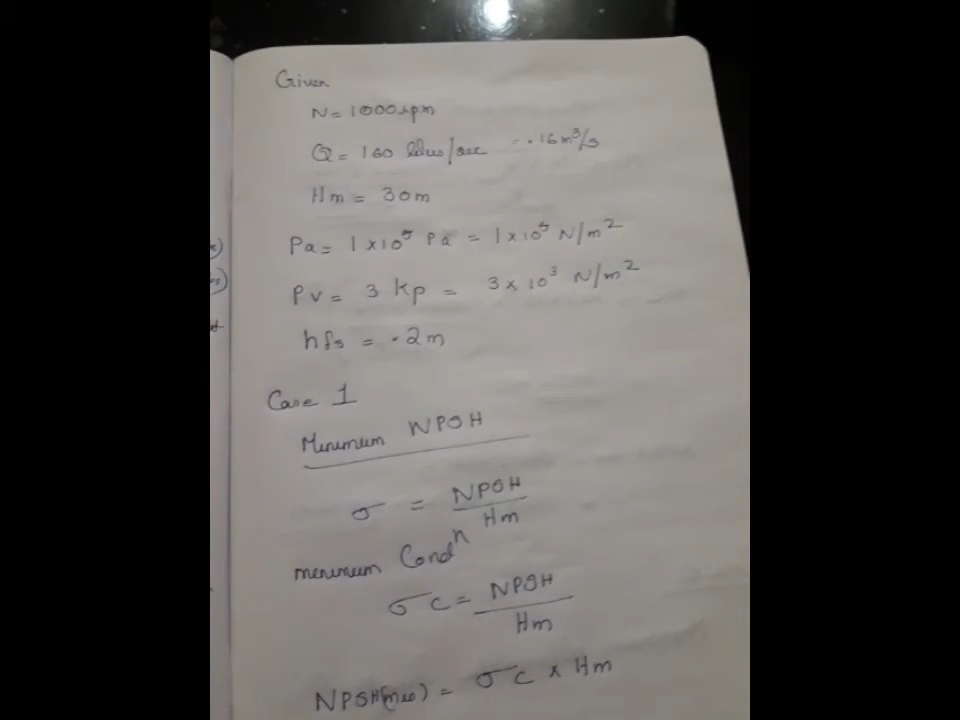 Given
N = 1000 rpm
Q = 160 litres/sec = .16 m³/s
Hm = 30m
Pa = 1 x 10⁵ Pa = 1 x 10⁵ N/m²
Pv = 3 kp = 3 x 10³ N/m²
hfs = .2m
Case 1
Minimum NPSH
σ = NPSH / Hm
minimum Condⁿ
σc = NPSH / Hm
NPSH(min) = σc x Hm